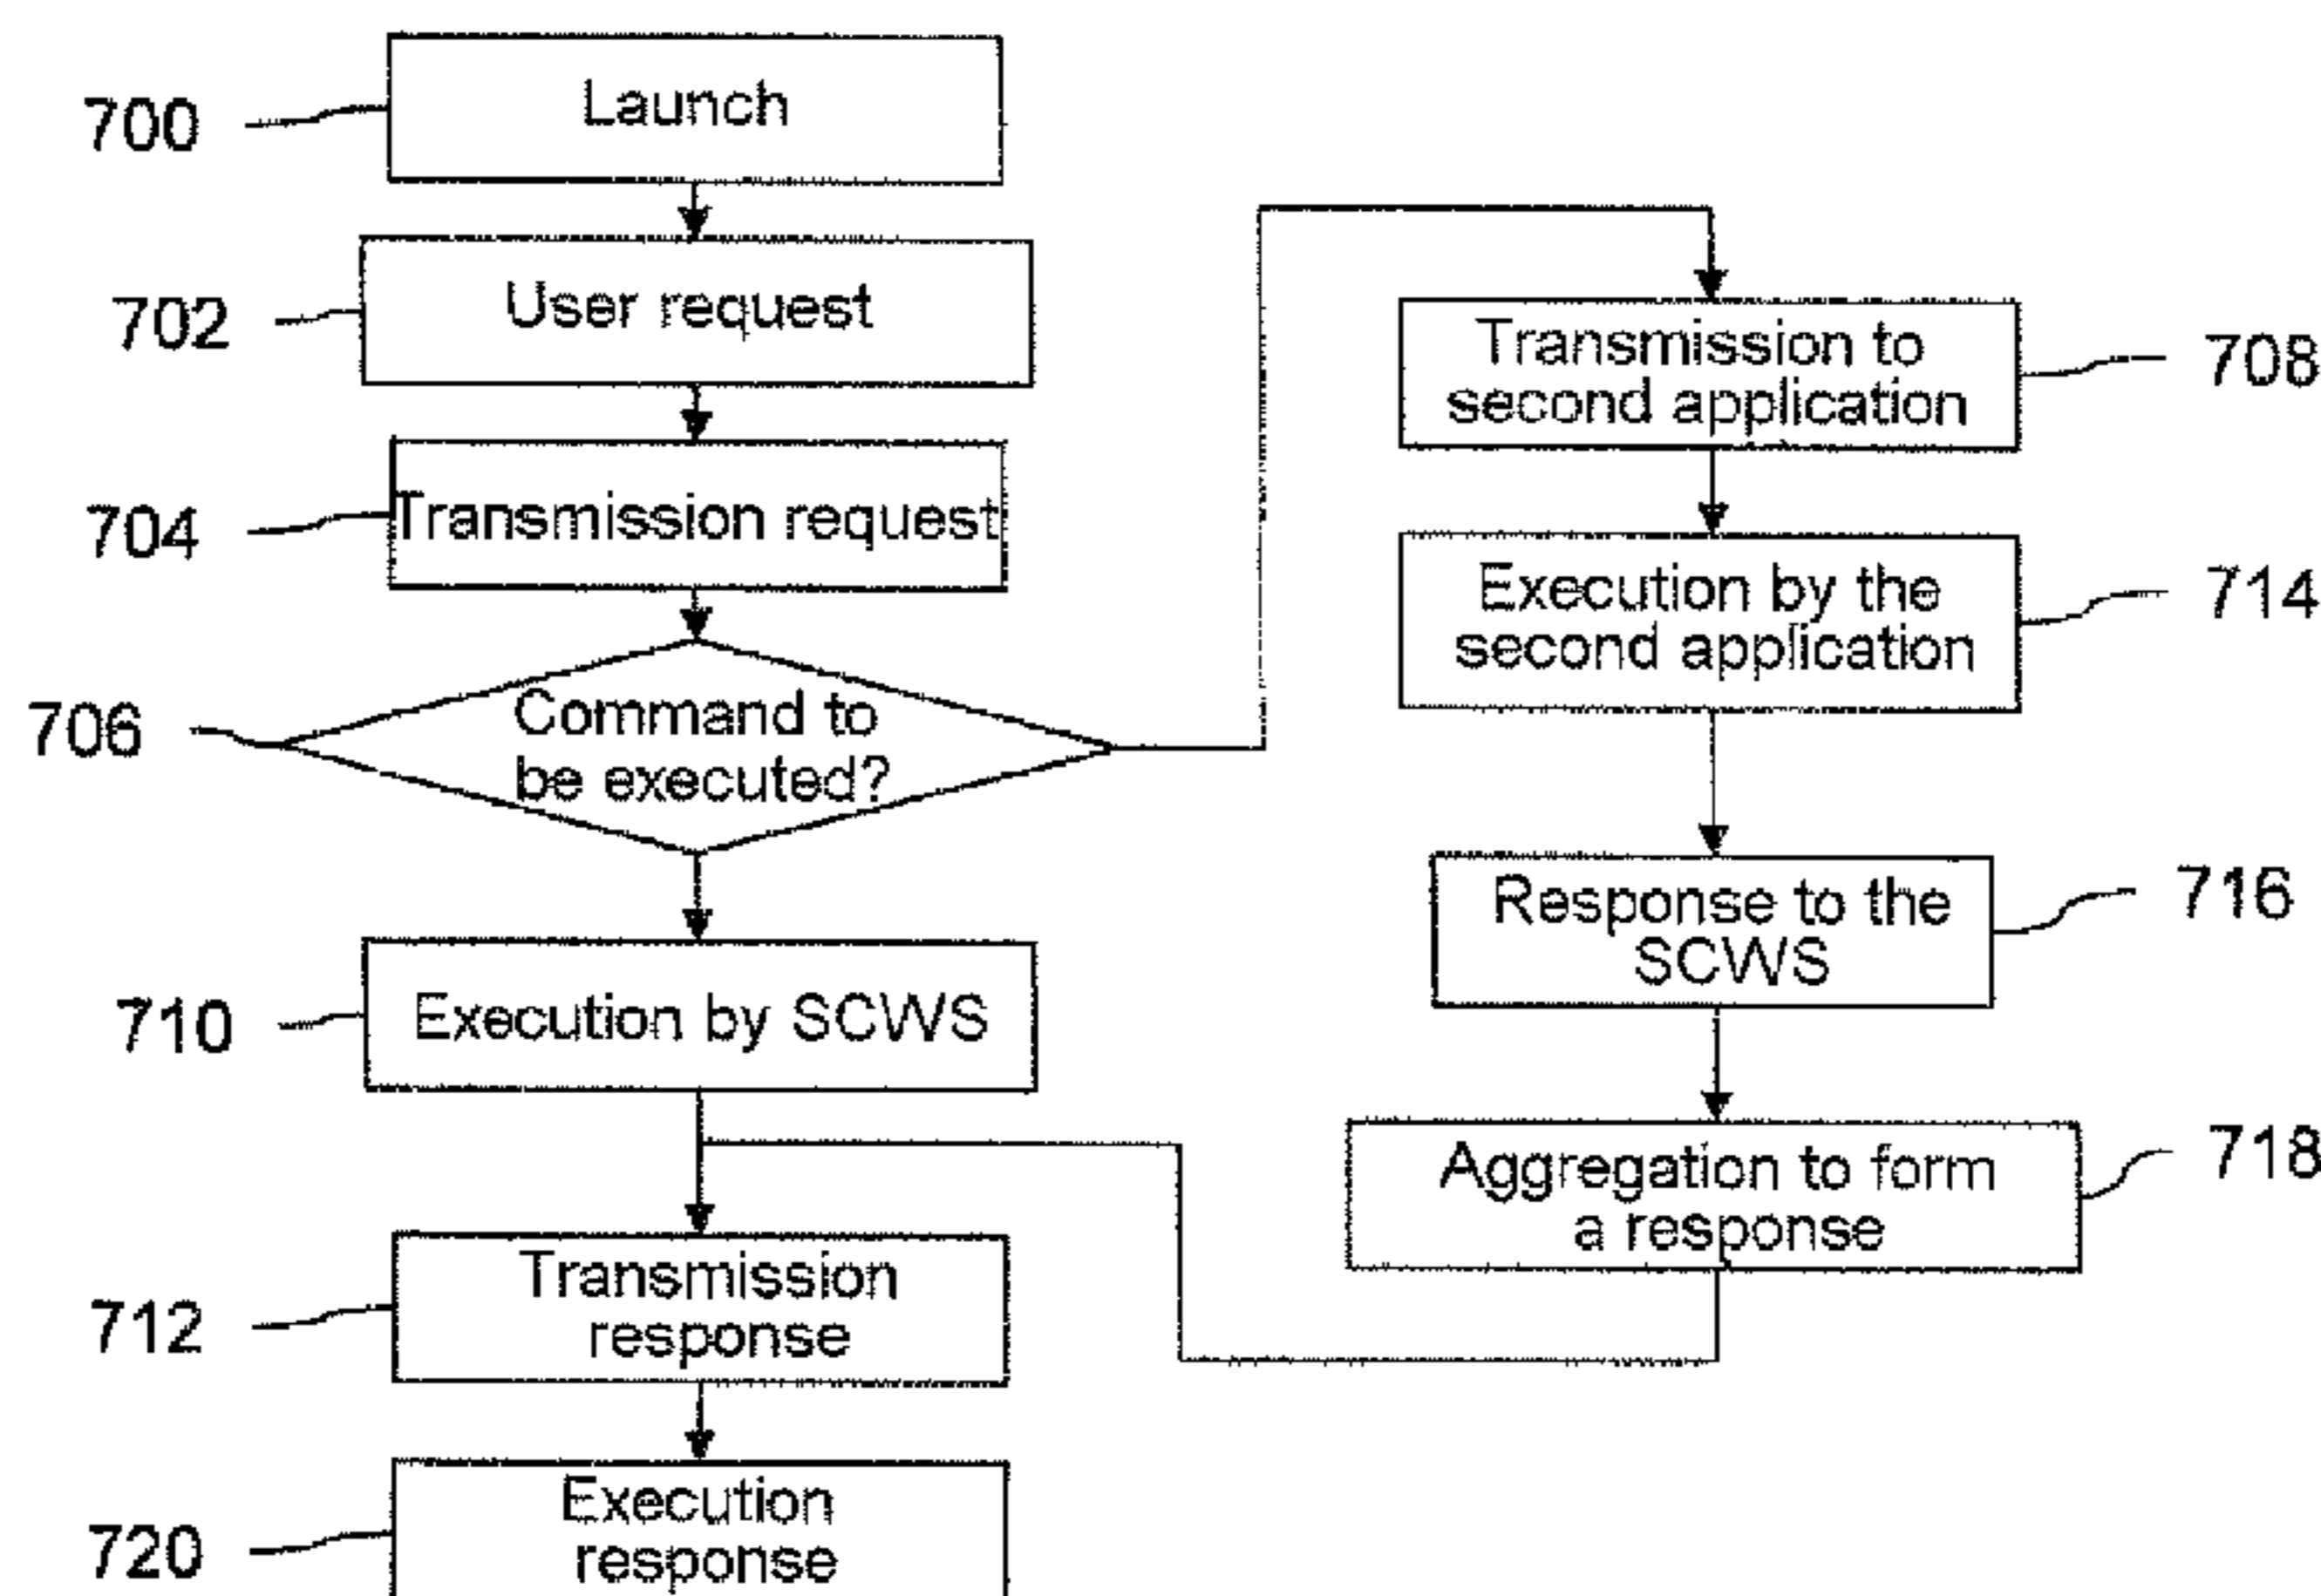 700
Launch
702
User request
704
Transmission request
706
Command to
be executed?
710
Execution by SCWS
712
Transmission
response
720
Execution
response
Transmission to
second application
708
Execution by the
second application
714
Response to the
SCWS
716
Aggregation to form
a response
718